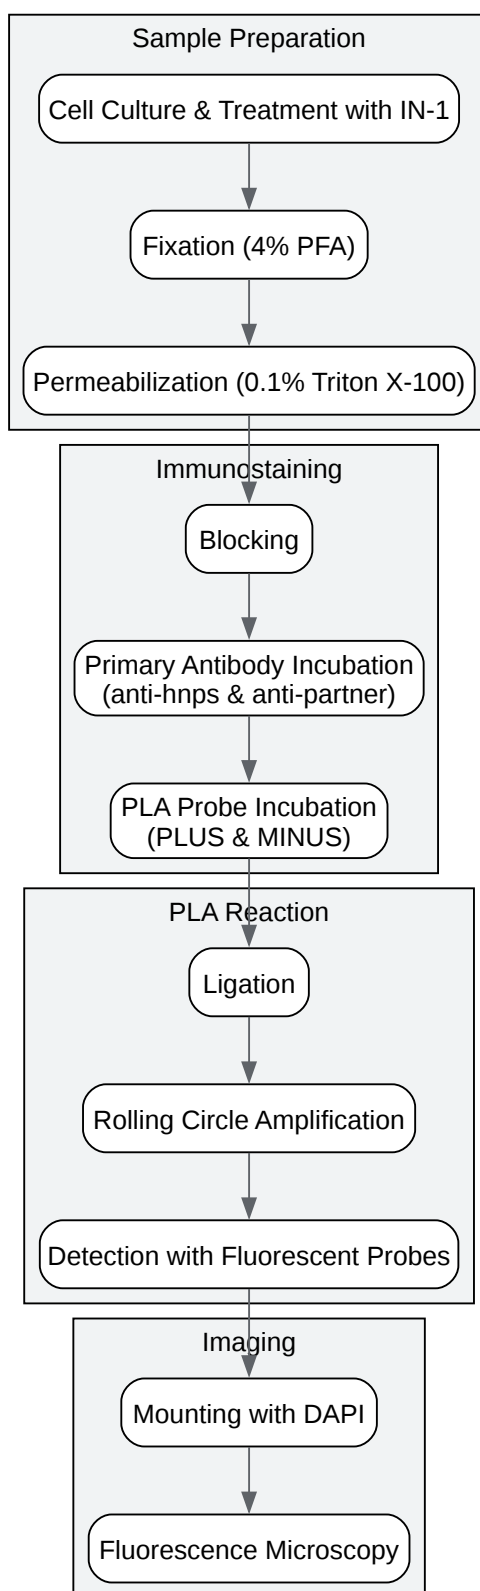 Sample Preparation
Cell Culture & Treatment with IN-1
Fixation (4% PFA)
Permeabilization (0.1% Triton X-100)
Immunostaining
Blocking
Primary Antibody Incubation
(anti-hnps & anti-partner)
PLA Probe Incubation
(PLUS & MINUS)
PLA Reaction
Ligation
Rolling Circle Amplification
Detection with Fluorescent Probes
Imaging
Mounting with DAPI
Fluorescence Microscopy